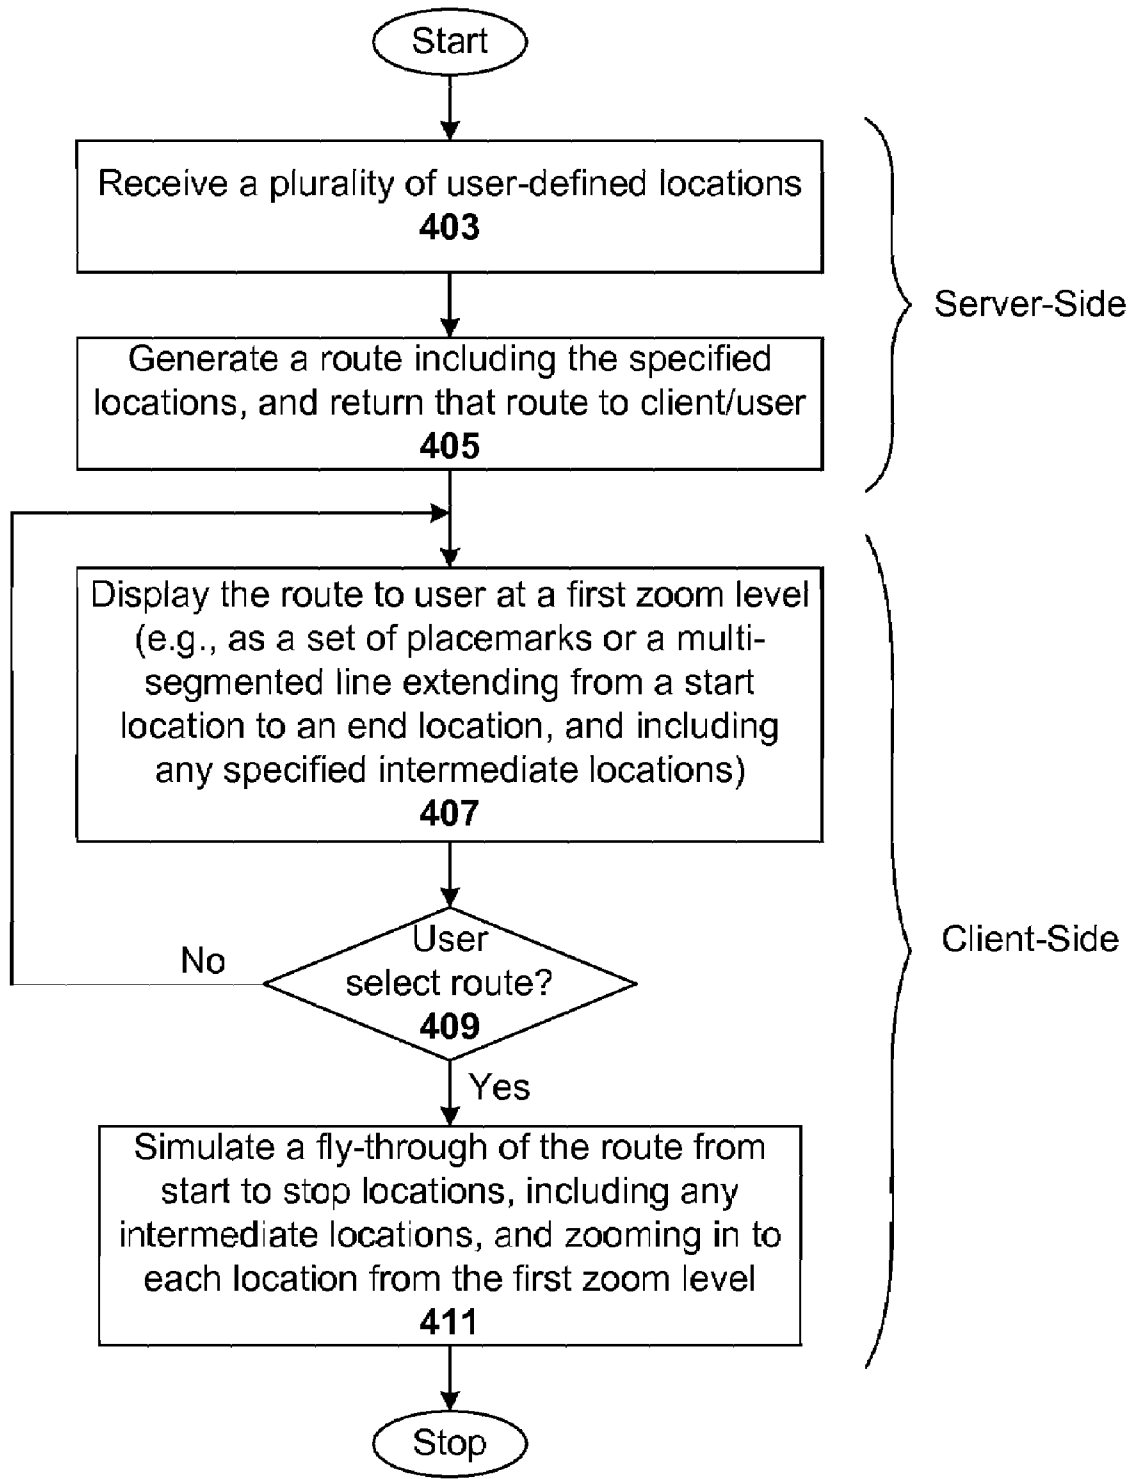 Start
Receive a plurality of user-defined locations
403
Server-Side
Generate a route including the specified
locations, and return that route to client/user
405
Display the route to user at a first zoom level
(e.g., as a set of placemarks or a multi-
segmented line extending from a start
location to an end location, and including
any specified intermediate locations)
407
Client-Side
User
select route?
409
No
Yes
Simulate a fly-through of the route from
start to stop locations, including any
intermediate locations, and zooming in to
each location from the first zoom level
411
Stop